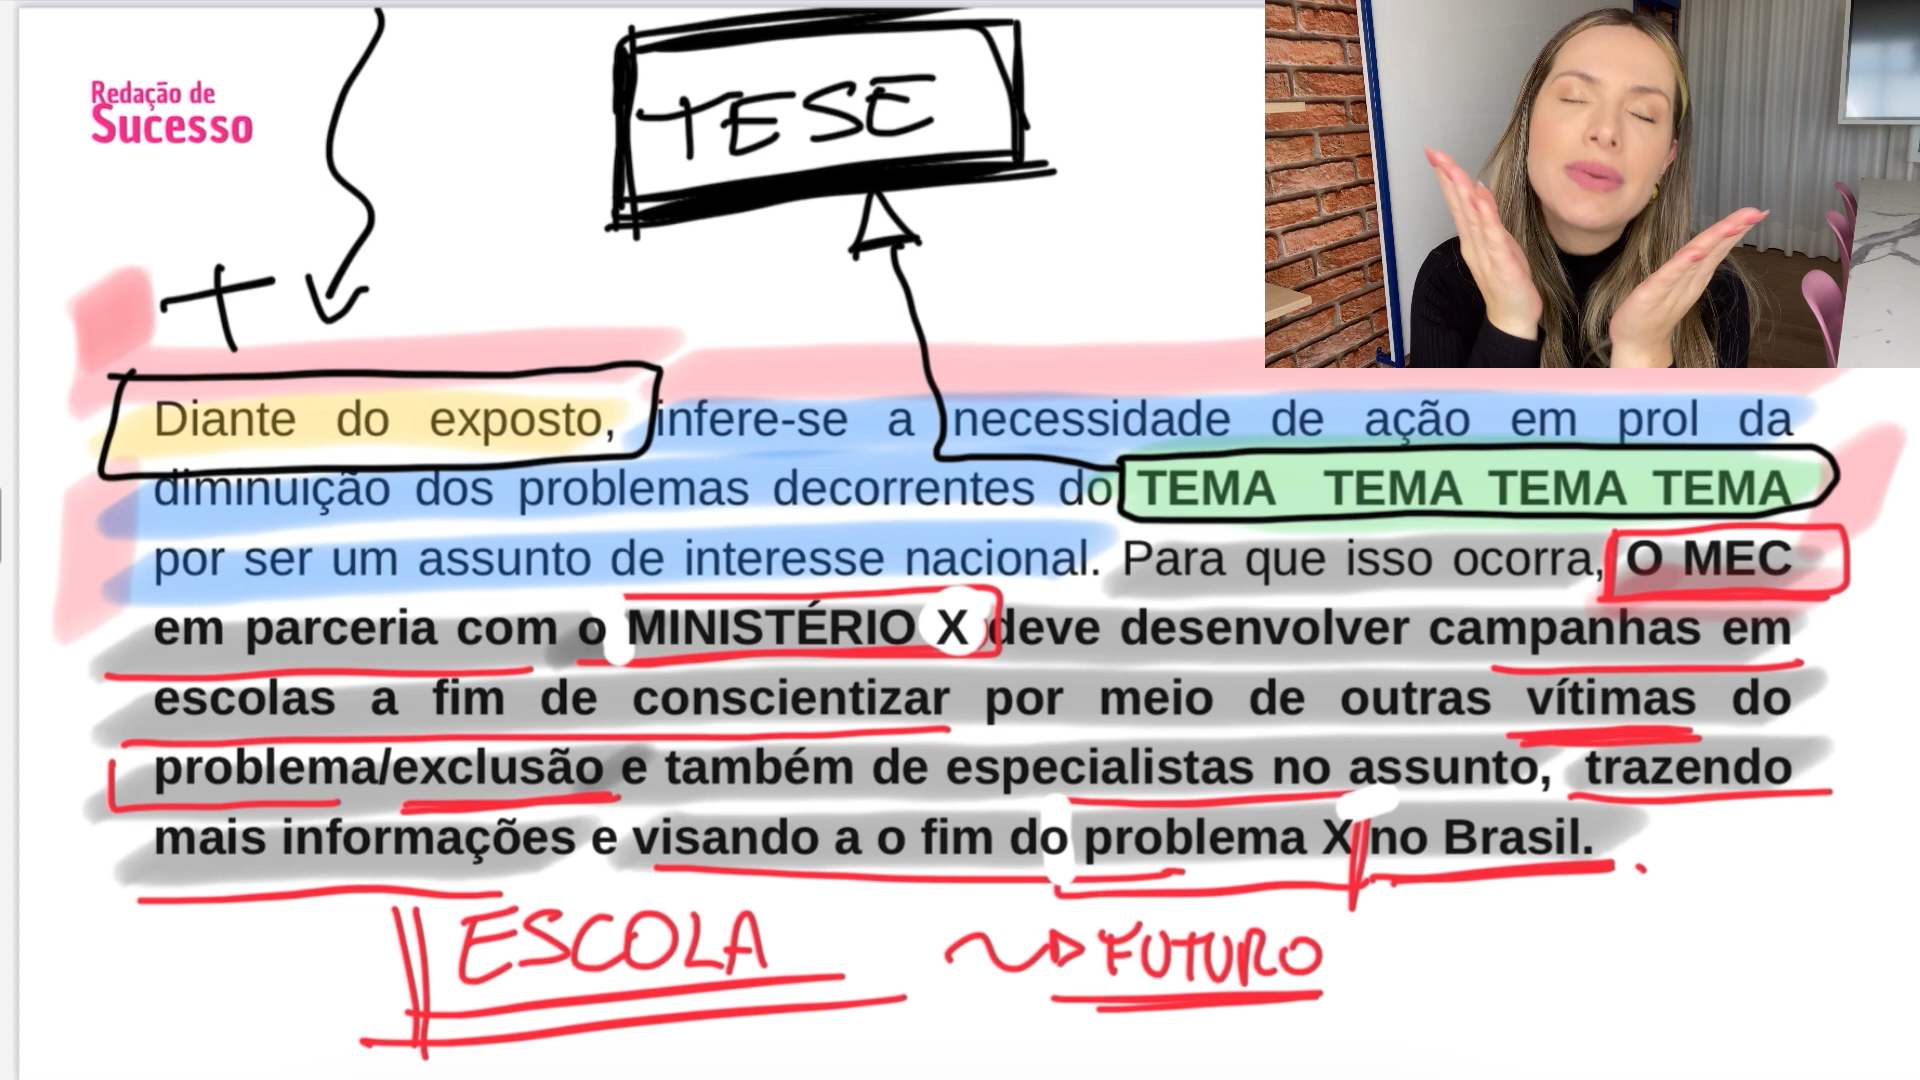 Redação de
Sucesso
TESE
+
Diante do exposto, infere-se a necessidade de ação em prol da
diminuição dos problemas decorrentes do TEMA TEMA TEMA TEMA
por ser um assunto de interesse nacional. Para que isso ocorra, O MEC
em parceria com o MINISTÉRIO X deve desenvolver campanhas em
escolas a fim de conscientizar por meio de outras vítimas do
problema/exclusão e também de especialistas no assunto, trazendo
mais informações e visando a o fim do problema X no Brasil.
ESCOLA
FUTURO